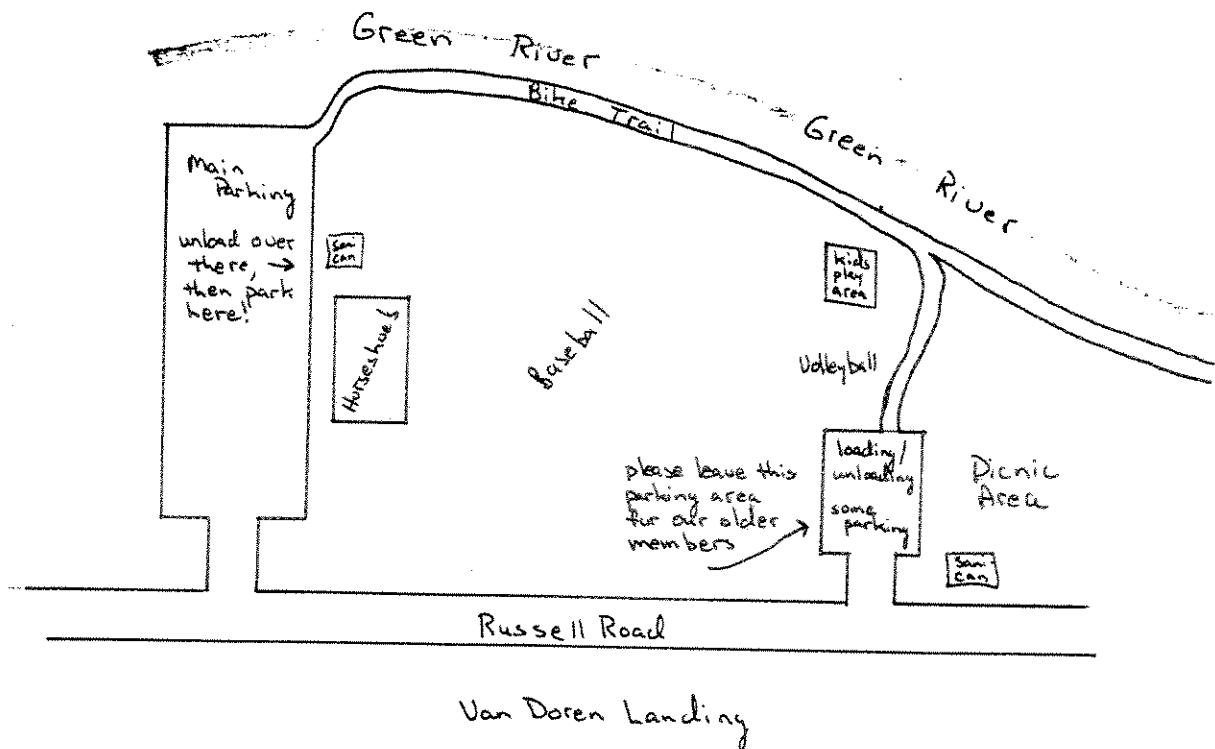 Green River
Bike Trail
Green River
Main
Parking
unload over
there, →
then park
here!
sani
can
Horseshoes
Baseball
kids
play
area
Volleyball
loading/
unloading
some
parking
please leave this
parking area
for our older
members
Picnic
Area
sani
can
Russell Road
Van Doren Landing